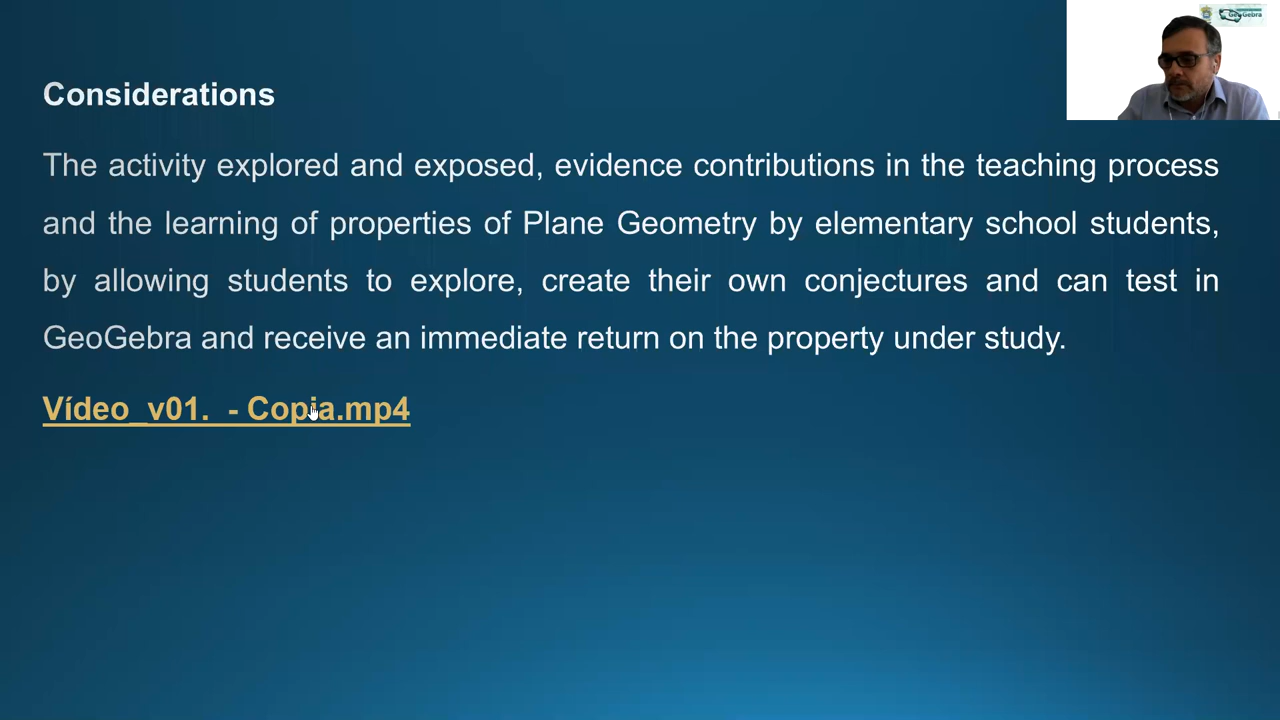 GeoGebra
Considerations
The activity explored and exposed, evidence contributions in the teaching process
and the learning of properties of Plane Geometry by elementary school students,
by allowing students to explore, create their own conjectures and can test in
GeoGebra and receive an immediate return on the property under study.
Vídeo_v01.  - Copia.mp4